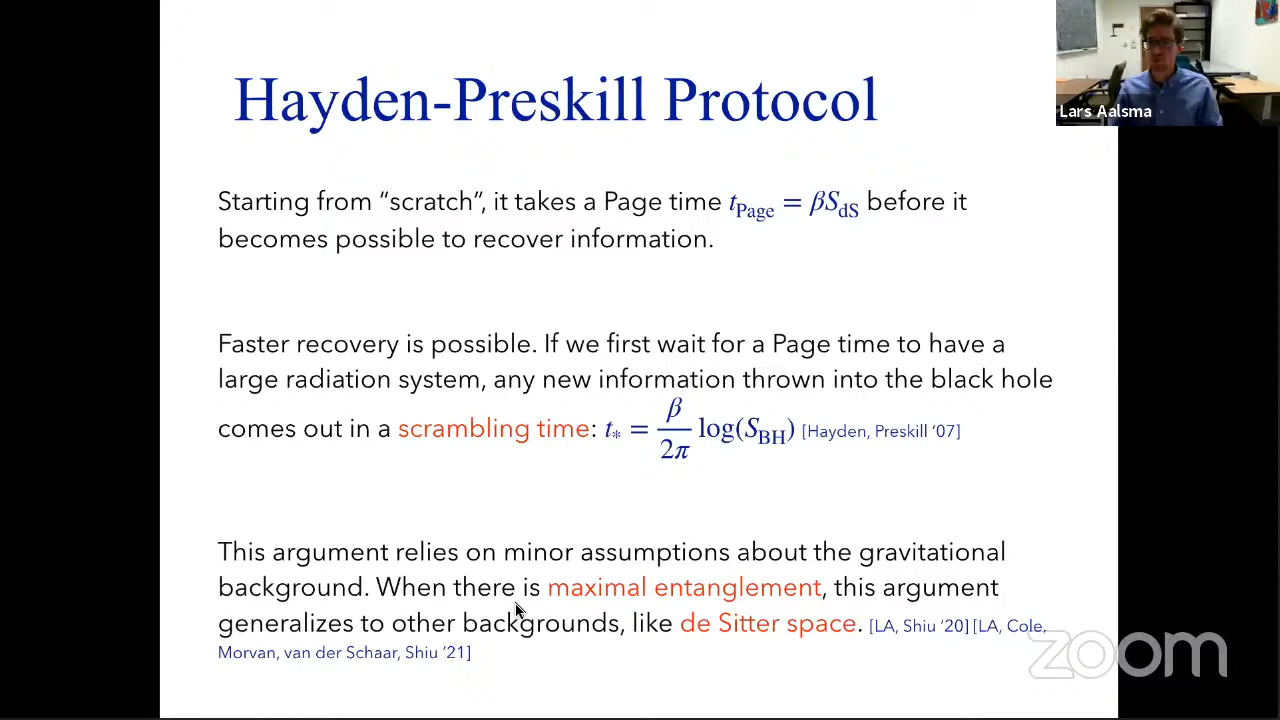 Hayden-Preskill Protocol
Lars Aalsma
Starting from “scratch”, it takes a Page time t_Page = βS_dS before it
becomes possible to recover information.
Faster recovery is possible. If we first wait for a Page time to have a
large radiation system, any new information thrown into the black hole
comes out in a scrambling time: t_* = β/2π log(S_BH) [Hayden, Preskill ‘07]
This argument relies on minor assumptions about the gravitational
background. When there is maximal entanglement, this argument
generalizes to other backgrounds, like de Sitter space. [LA, Shiu ‘20] [LA, Cole,
Morvan, van der Schaar, Shiu ‘21]
zoom